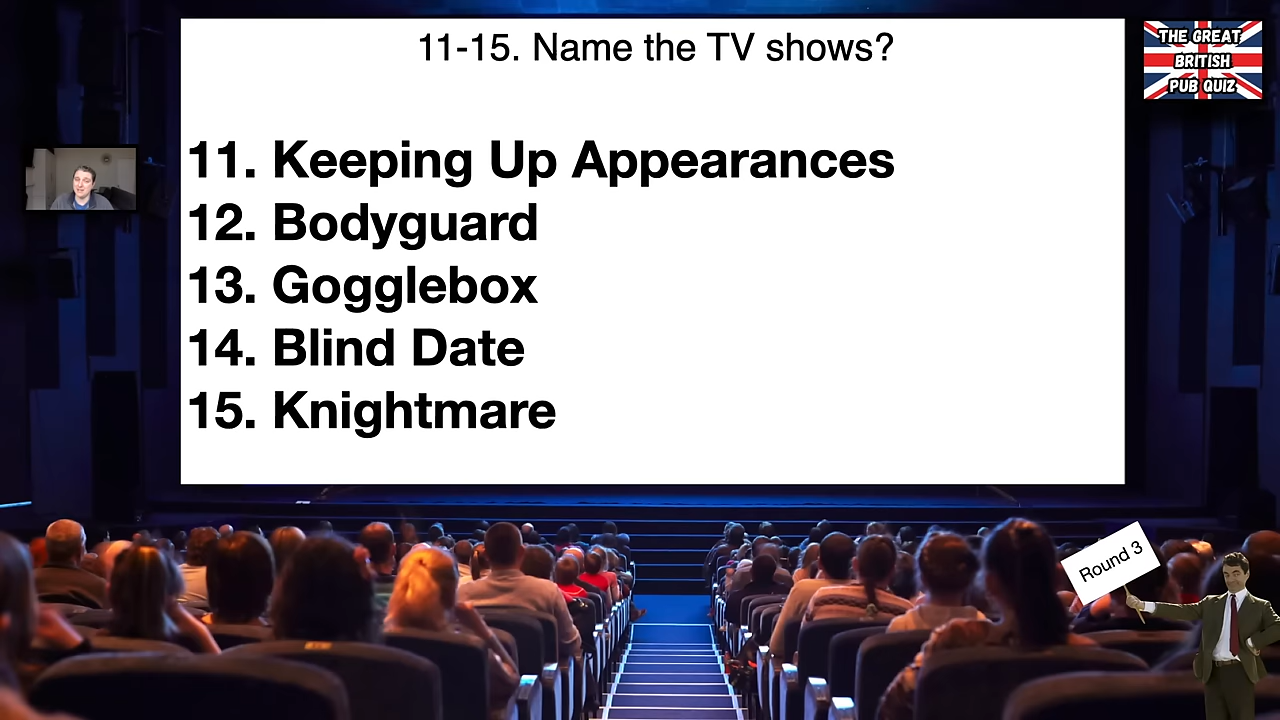 11-15. Name the TV shows?
THE GREAT
BRITISH
PUB QUIZ
11. Keeping Up Appearances
12. Bodyguard
13. Gogglebox
14. Blind Date
15. Knightmare
Round 3